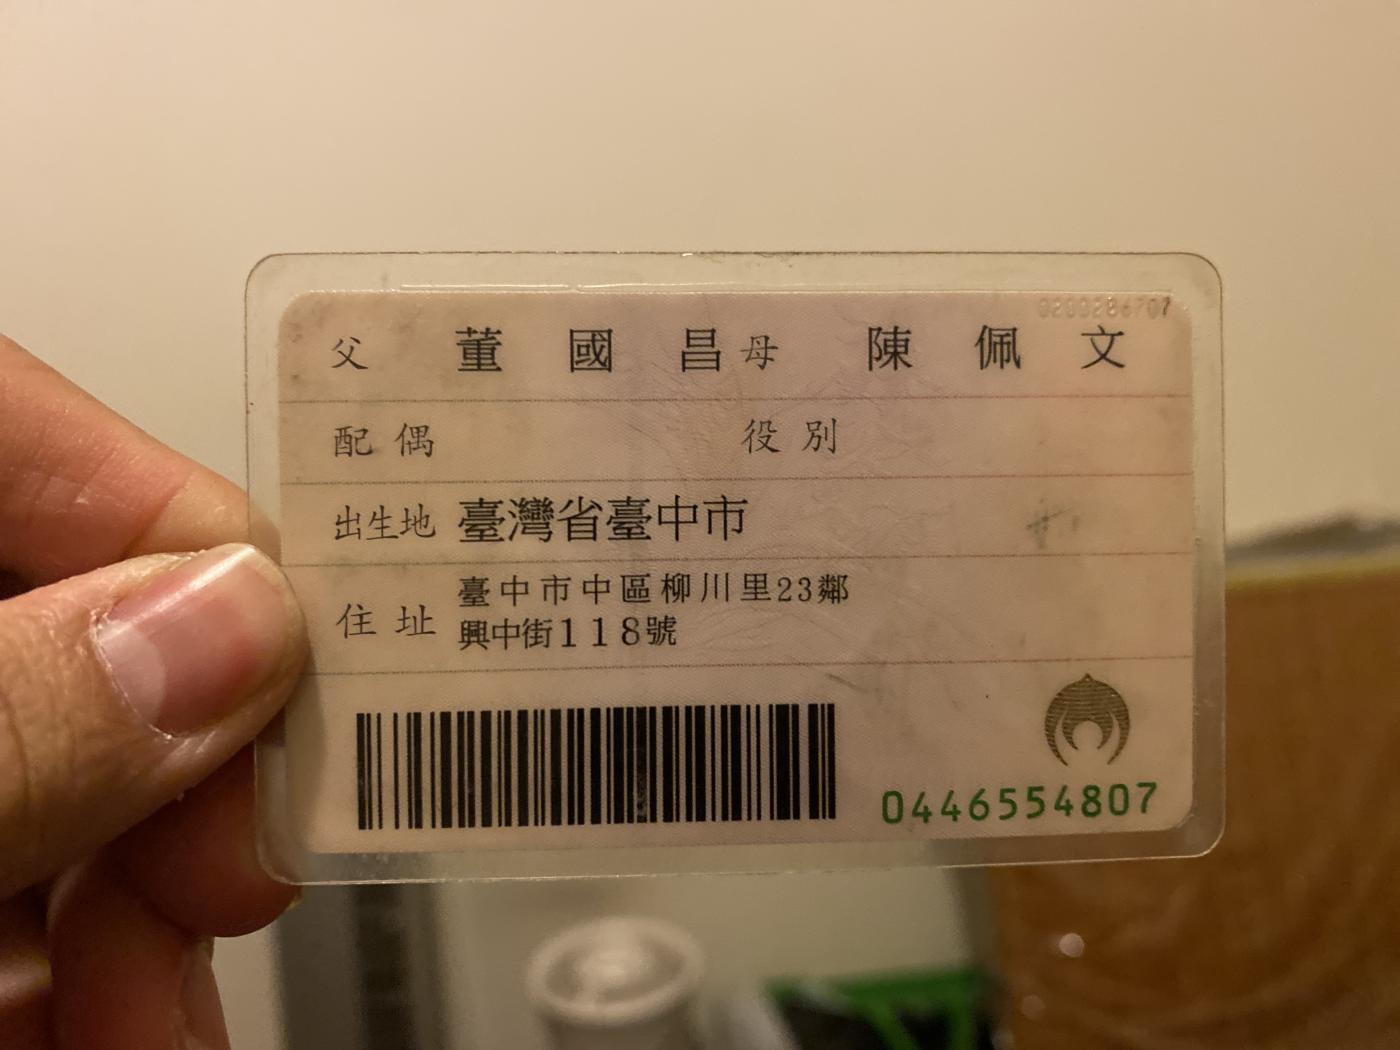 父 董國昌 母 陳佩文
配偶 役別
出生地 臺灣省臺中市
住址 臺中市中區柳川里23鄰
興中街118號
0446554807